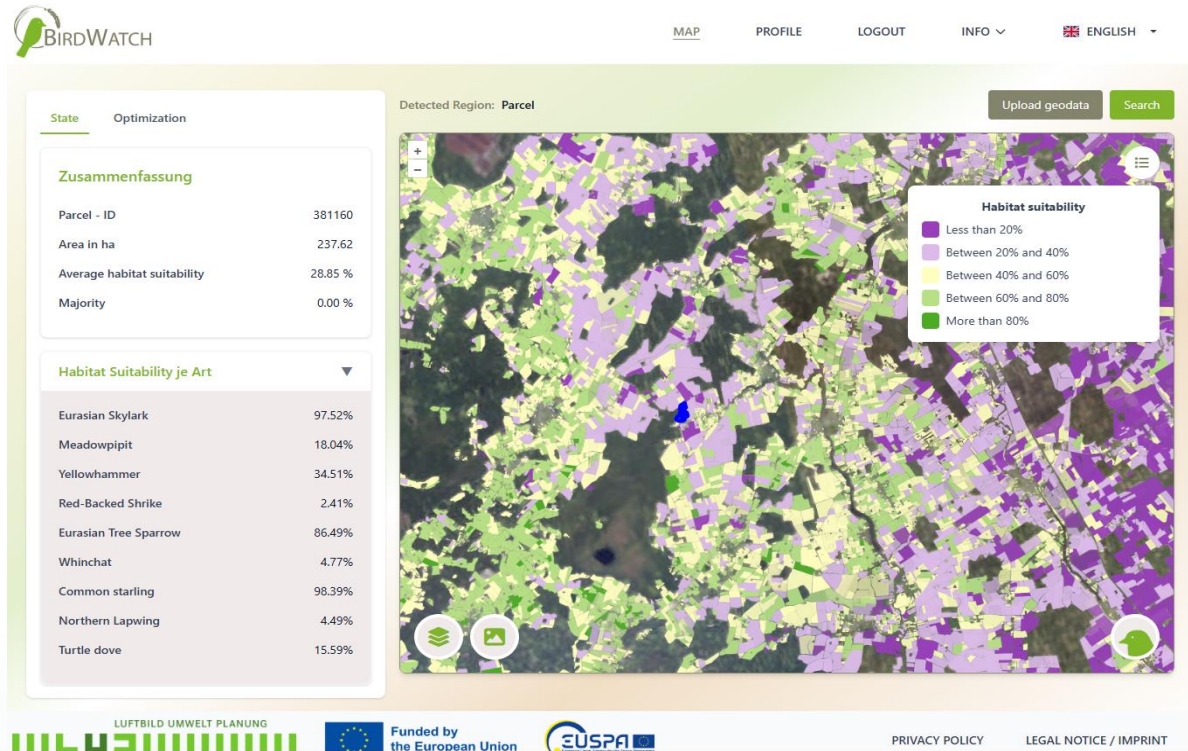 BIRDWATCH
MAP PROFILE LOGOUT INFO ENGLISH
State Optimization
Zusammenfassung
Parcel - ID 381160
Area in ha 237.62
Average habitat suitability 28.85 %
Majority 0.00 %
Habitat Suitability je Art
Eurasian Skylark 97.52%
Meadowpipit 18.04%
Yellowhammer 34.51%
Red-Backed Shrike 2.41%
Eurasian Tree Sparrow 86.49%
Whinchat 4.77%
Common starling 98.39%
Northern Lapwing 4.49%
Turtle dove 15.59%
Detected Region: Parcel
Upload geodata Search
+
−
Habitat suitability
Less than 20%
Between 20% and 40%
Between 40% and 60%
Between 60% and 80%
More than 80%
LUFTBILD UMWELT PLANUNG
Funded by
the European Union
EUSPA
PRIVACY POLICY LEGAL NOTICE / IMPRINT